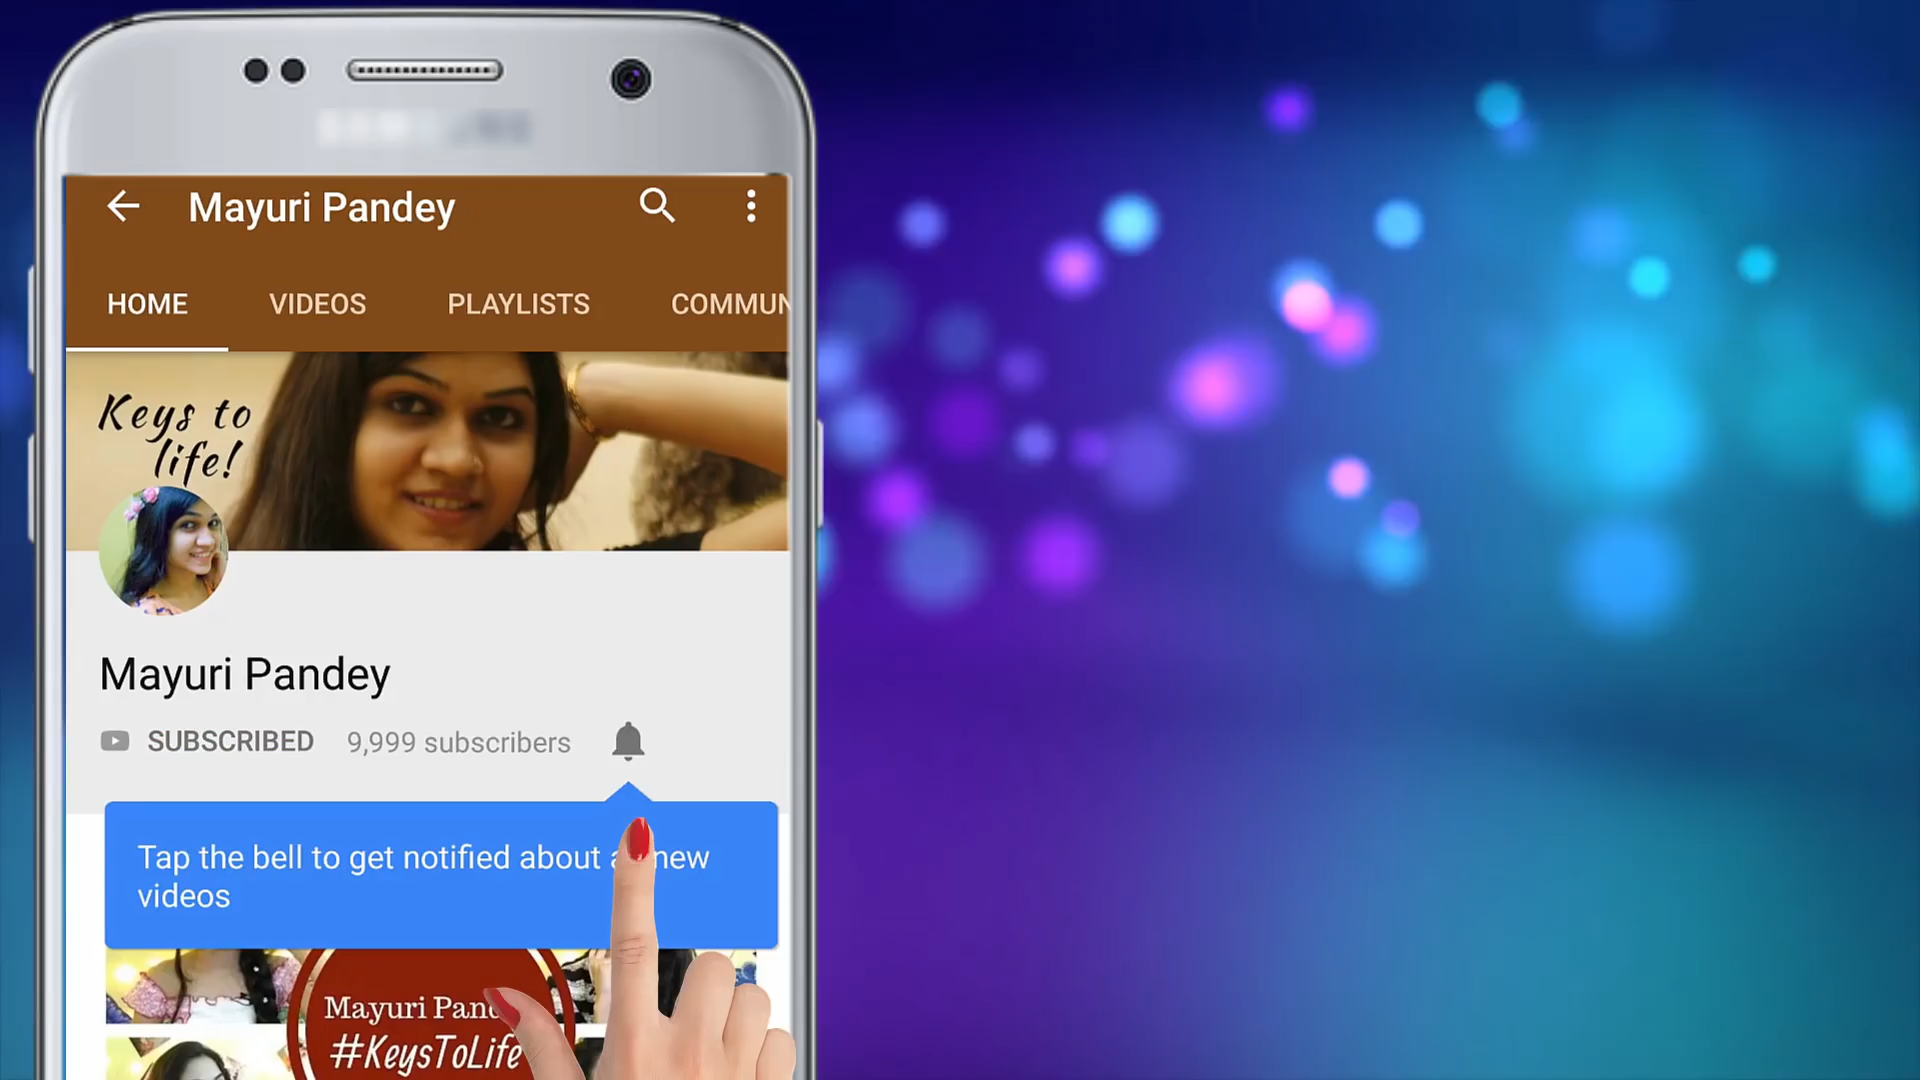 Mayuri Pandey
HOME VIDEOS PLAYLISTS COMMUN
Keys to
life!
Mayuri Pandey
SUBSCRIBED 9,999 subscribers
Tap the bell to get notified about new
videos
Mayuri Pand
#KeysToLife